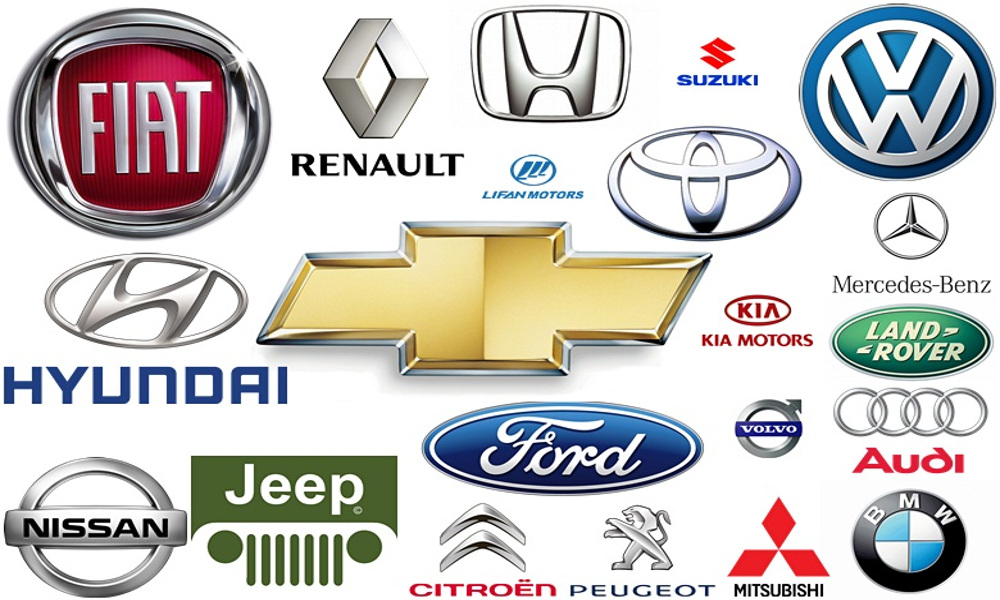 FIAT
RENAULT
SUZUKI
LIFAN MOTORS
Mercedes-Benz
HYUNDAI
KIA
KIA MOTORS
LAND-
-ROVER
Ford
VOLVO
Audi
NISSAN
Jeep
©
CITROËN
PEUGEOT
MITSUBISHI
BMW